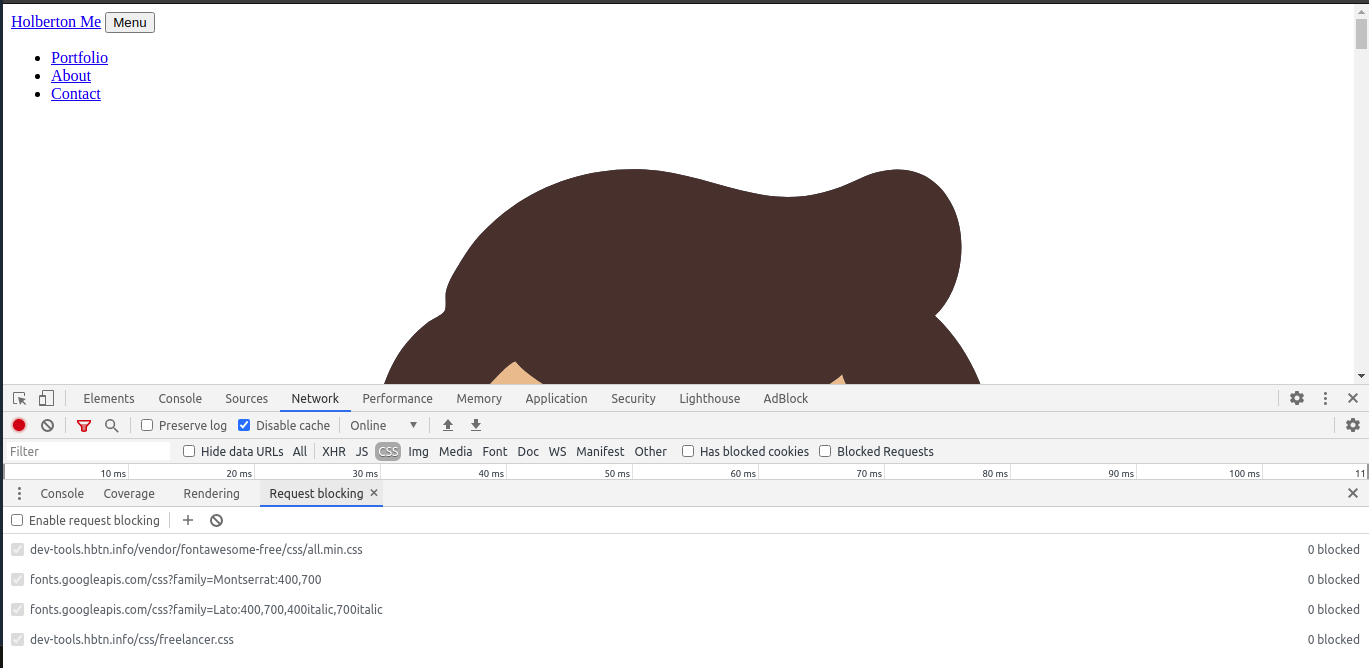 Holberton Me Menu
Portfolio
About
Contact
Elements Console Sources Network Performance Memory Application Security Lighthouse AdBlock
Preserve log Disable cache Online
Filter Hide data URLs All XHR JS CSS Img Media Font Doc WS Manifest Other Has blocked cookies Blocked Requests
10 ms 20 ms 30 ms 40 ms 50 ms 60 ms 70 ms 80 ms 90 ms 100 ms 11
Console Coverage Rendering Request blocking
Enable request blocking
dev-tools.hbtn.info/vendor/fontawesome-free/css/all.min.css 0 blocked
fonts.googleapis.com/css?family=Montserrat:400,700 0 blocked
fonts.googleapis.com/css?family=Lato:400,700,400italic,700italic 0 blocked
dev-tools.hbtn.info/css/freelancer.css 0 blocked